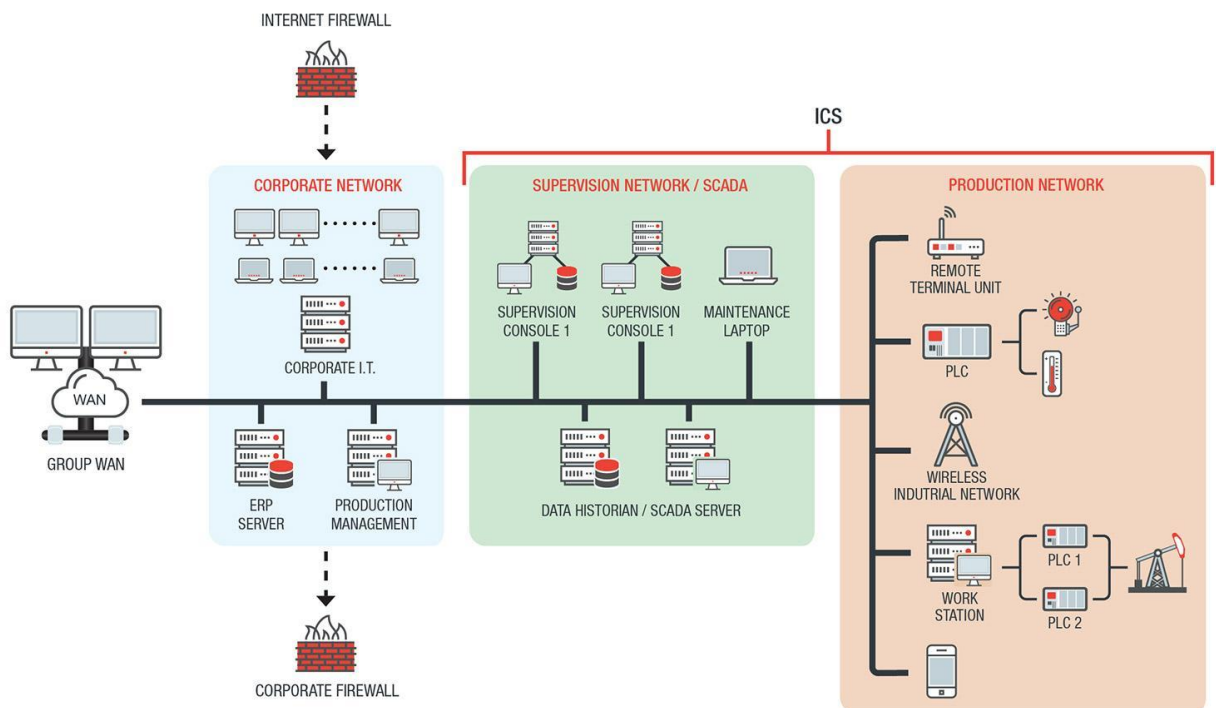 INTERNET FIREWALL
ICS
CORPORATE NETWORK
SUPERVISION NETWORK / SCADA
PRODUCTION NETWORK
REMOTE
TERMINAL UNIT
SUPERVISION
CONSOLE 1
SUPERVISION
CONSOLE 1
MAINTENANCE
LAPTOP
CORPORATE I.T.
PLC
WAN
GROUP WAN
ERP
SERVER
PRODUCTION
MANAGEMENT
DATA HISTORIAN / SCADA SERVER
WIRELESS
INDUTRIAL NETWORK
WORK
STATION
PLC 1
PLC 2
CORPORATE FIREWALL